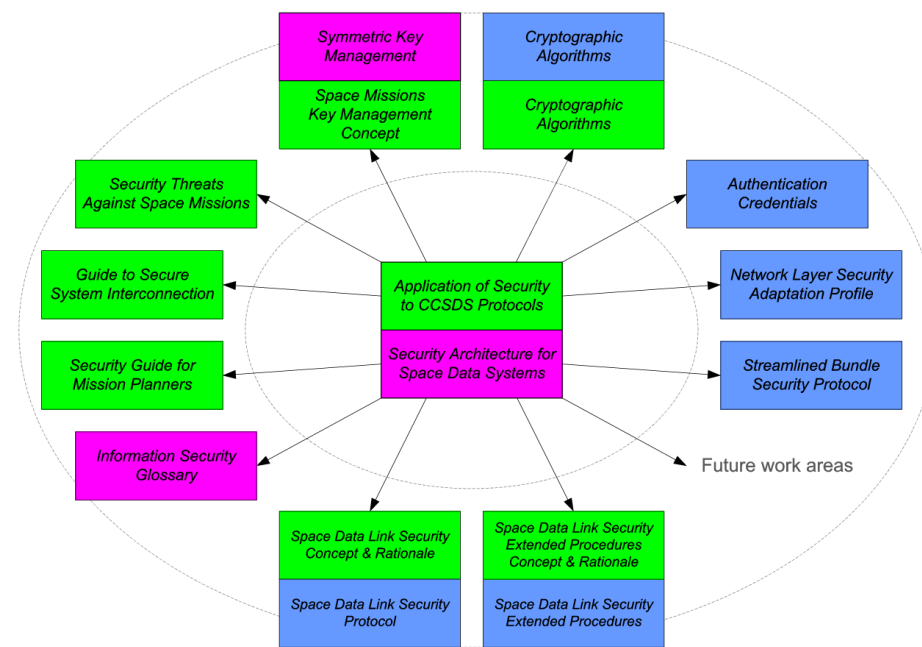 Symmetric Key
Management
Space Missions
Key Management
Concept
Cryptographic
Algorithms
Cryptographic
Algorithms
Security Threats
Against Space Missions
Authentication
Credentials
Guide to Secure
System Interconnection
Application of Security
to CCSDS Protocols
Network Layer Security
Adaptation Profile
Security Guide for
Mission Planners
Security Architecture for
Space Data Systems
Streamlined Bundle
Security Protocol
Information Security
Glossary
Future work areas
Space Data Link Security
Concept & Rationale
Space Data Link Security
Protocol
Space Data Link Security
Extended Procedures
Concept & Rationale
Space Data Link Security
Extended Procedures